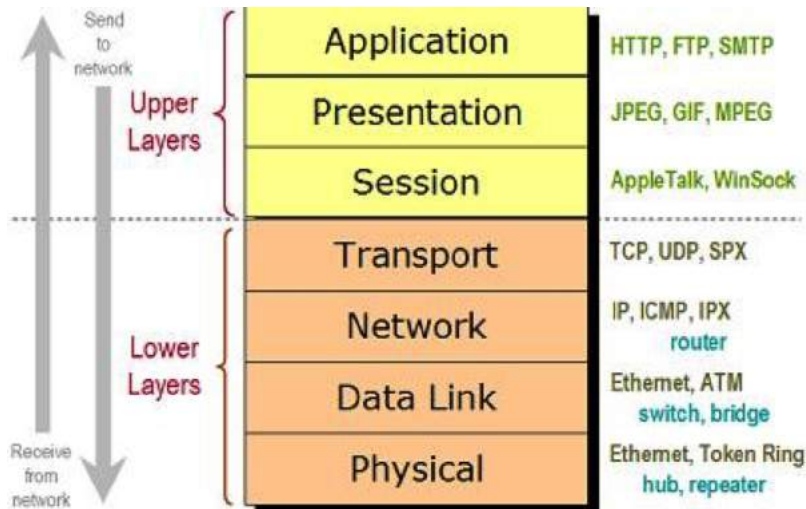 Send
to
network
Upper
Layers
Application
HTTP, FTP, SMTP
Presentation
JPEG, GIF, MPEG
Session
AppleTalk, WinSock
Lower
Layers
Transport
TCP, UDP, SPX
Network
IP, ICMP, IPX
router
Data Link
Ethernet, ATM
switch, bridge
Physical
Ethernet, Token Ring
hub, repeater
Receive
from
network